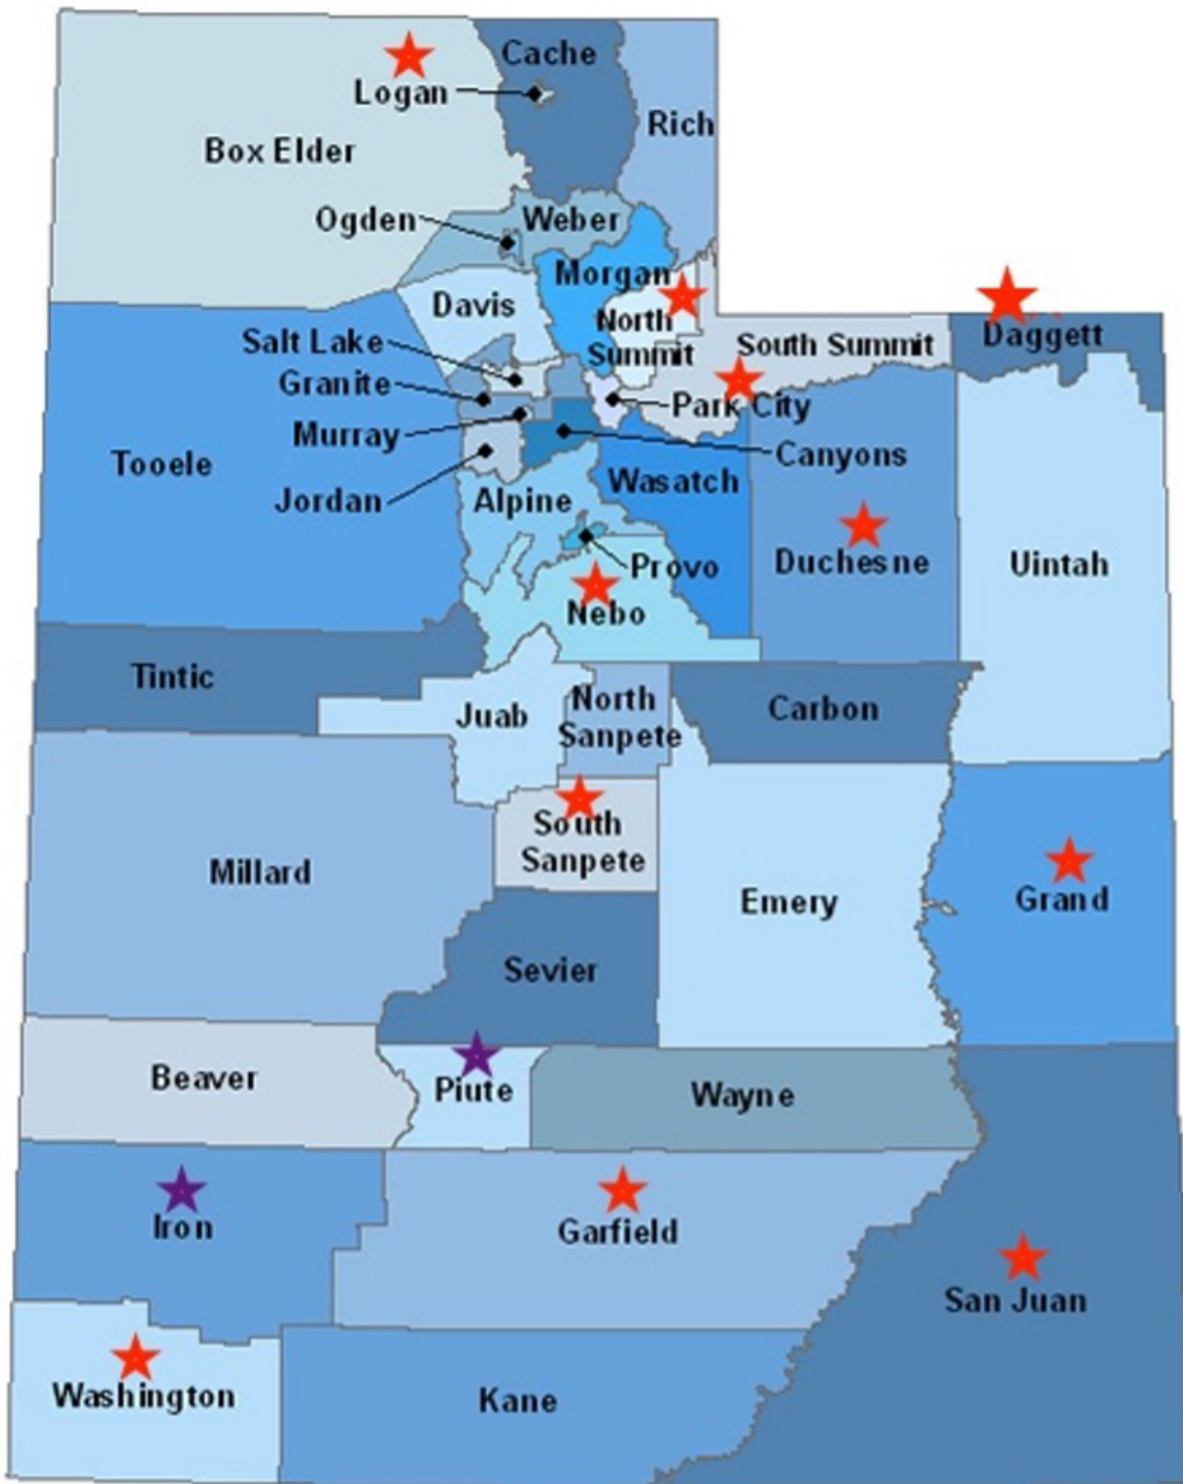 Cache
Logan
Rich
Box Elder
Ogden
Weber
Morgan
Davis
North
Summit
Salt Lake
South Summit
Daggett
Granite
Park City
Murray
Canyons
Tooele
Wasatch
Jordan
Alpine
Provo
Duchesne
Uintah
Nebo
Tintic
Juab
North
Sanpete
Carbon
South
Sanpete
Millard
Emery
Grand
Sevier
Beaver
Piute
Wayne
Iron
Garfield
San Juan
Washington
Kane